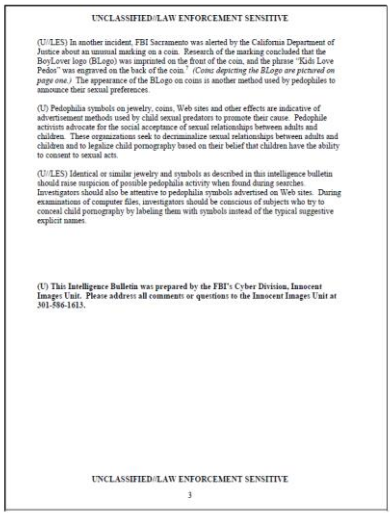 UNCLASSIFIED//LAW ENFORCEMENT SENSITIVE
(U//LES) In another incident, FBI Sacramento was alerted by the California Department of
Justice about an unusual marking on a coin. Research of the marking concluded that the
BoyLover logo (BLogo) was imprinted on the front of the coin, and the phrase "Kids Love
Pedos" was engraved on the back of the coin.7 (Coins depicting the BLogo are pictured on
page one.) The appearance of the BLogo on coins is another method used by pedophiles to
announce their sexual preferences.
(U) Pedophilia symbols on jewelry, coins, Web sites and other effects are indicative of
advertisement methods used by child sexual predators to promote their cause. Pedophile
activists advocate for the social acceptance of sexual relationships between adults and
children. These organizations seek to decriminalize sexual relationships between adults and
children and to legalize child pornography based on their belief that children have the ability
to consent to sexual acts.
(U//LES) Identical or similar jewelry and symbols as described in this intelligence bulletin
should raise suspicion of possible pedophilia activity when found during searches.
Investigators should also be attentive to pedophilia symbols advertised on Web sites. During
examinations of computer files, investigators should be conscious of subjects who try to
conceal child pornography by labeling them with symbols instead of the typical suggestive
explicit names.
(U) This Intelligence Bulletin was prepared by the FBI's Cyber Division, Innocent
Images Unit. Please address all comments or questions to the Innocent Images Unit at
301-586-1613.
UNCLASSIFIED//LAW ENFORCEMENT SENSITIVE
3